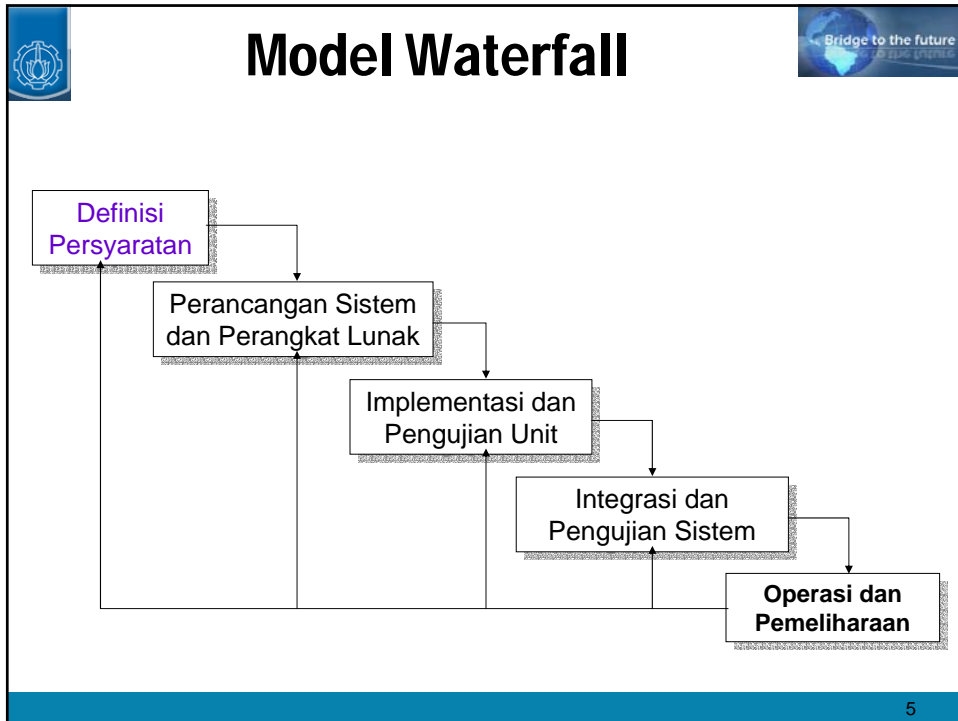 Model Waterfall
Bridge to the future
Definisi
Persyaratan
Perancangan Sistem
dan Perangkat Lunak
Implementasi dan
Pengujian Unit
Integrasi dan
Pengujian Sistem
Operasi dan
Pemeliharaan
5